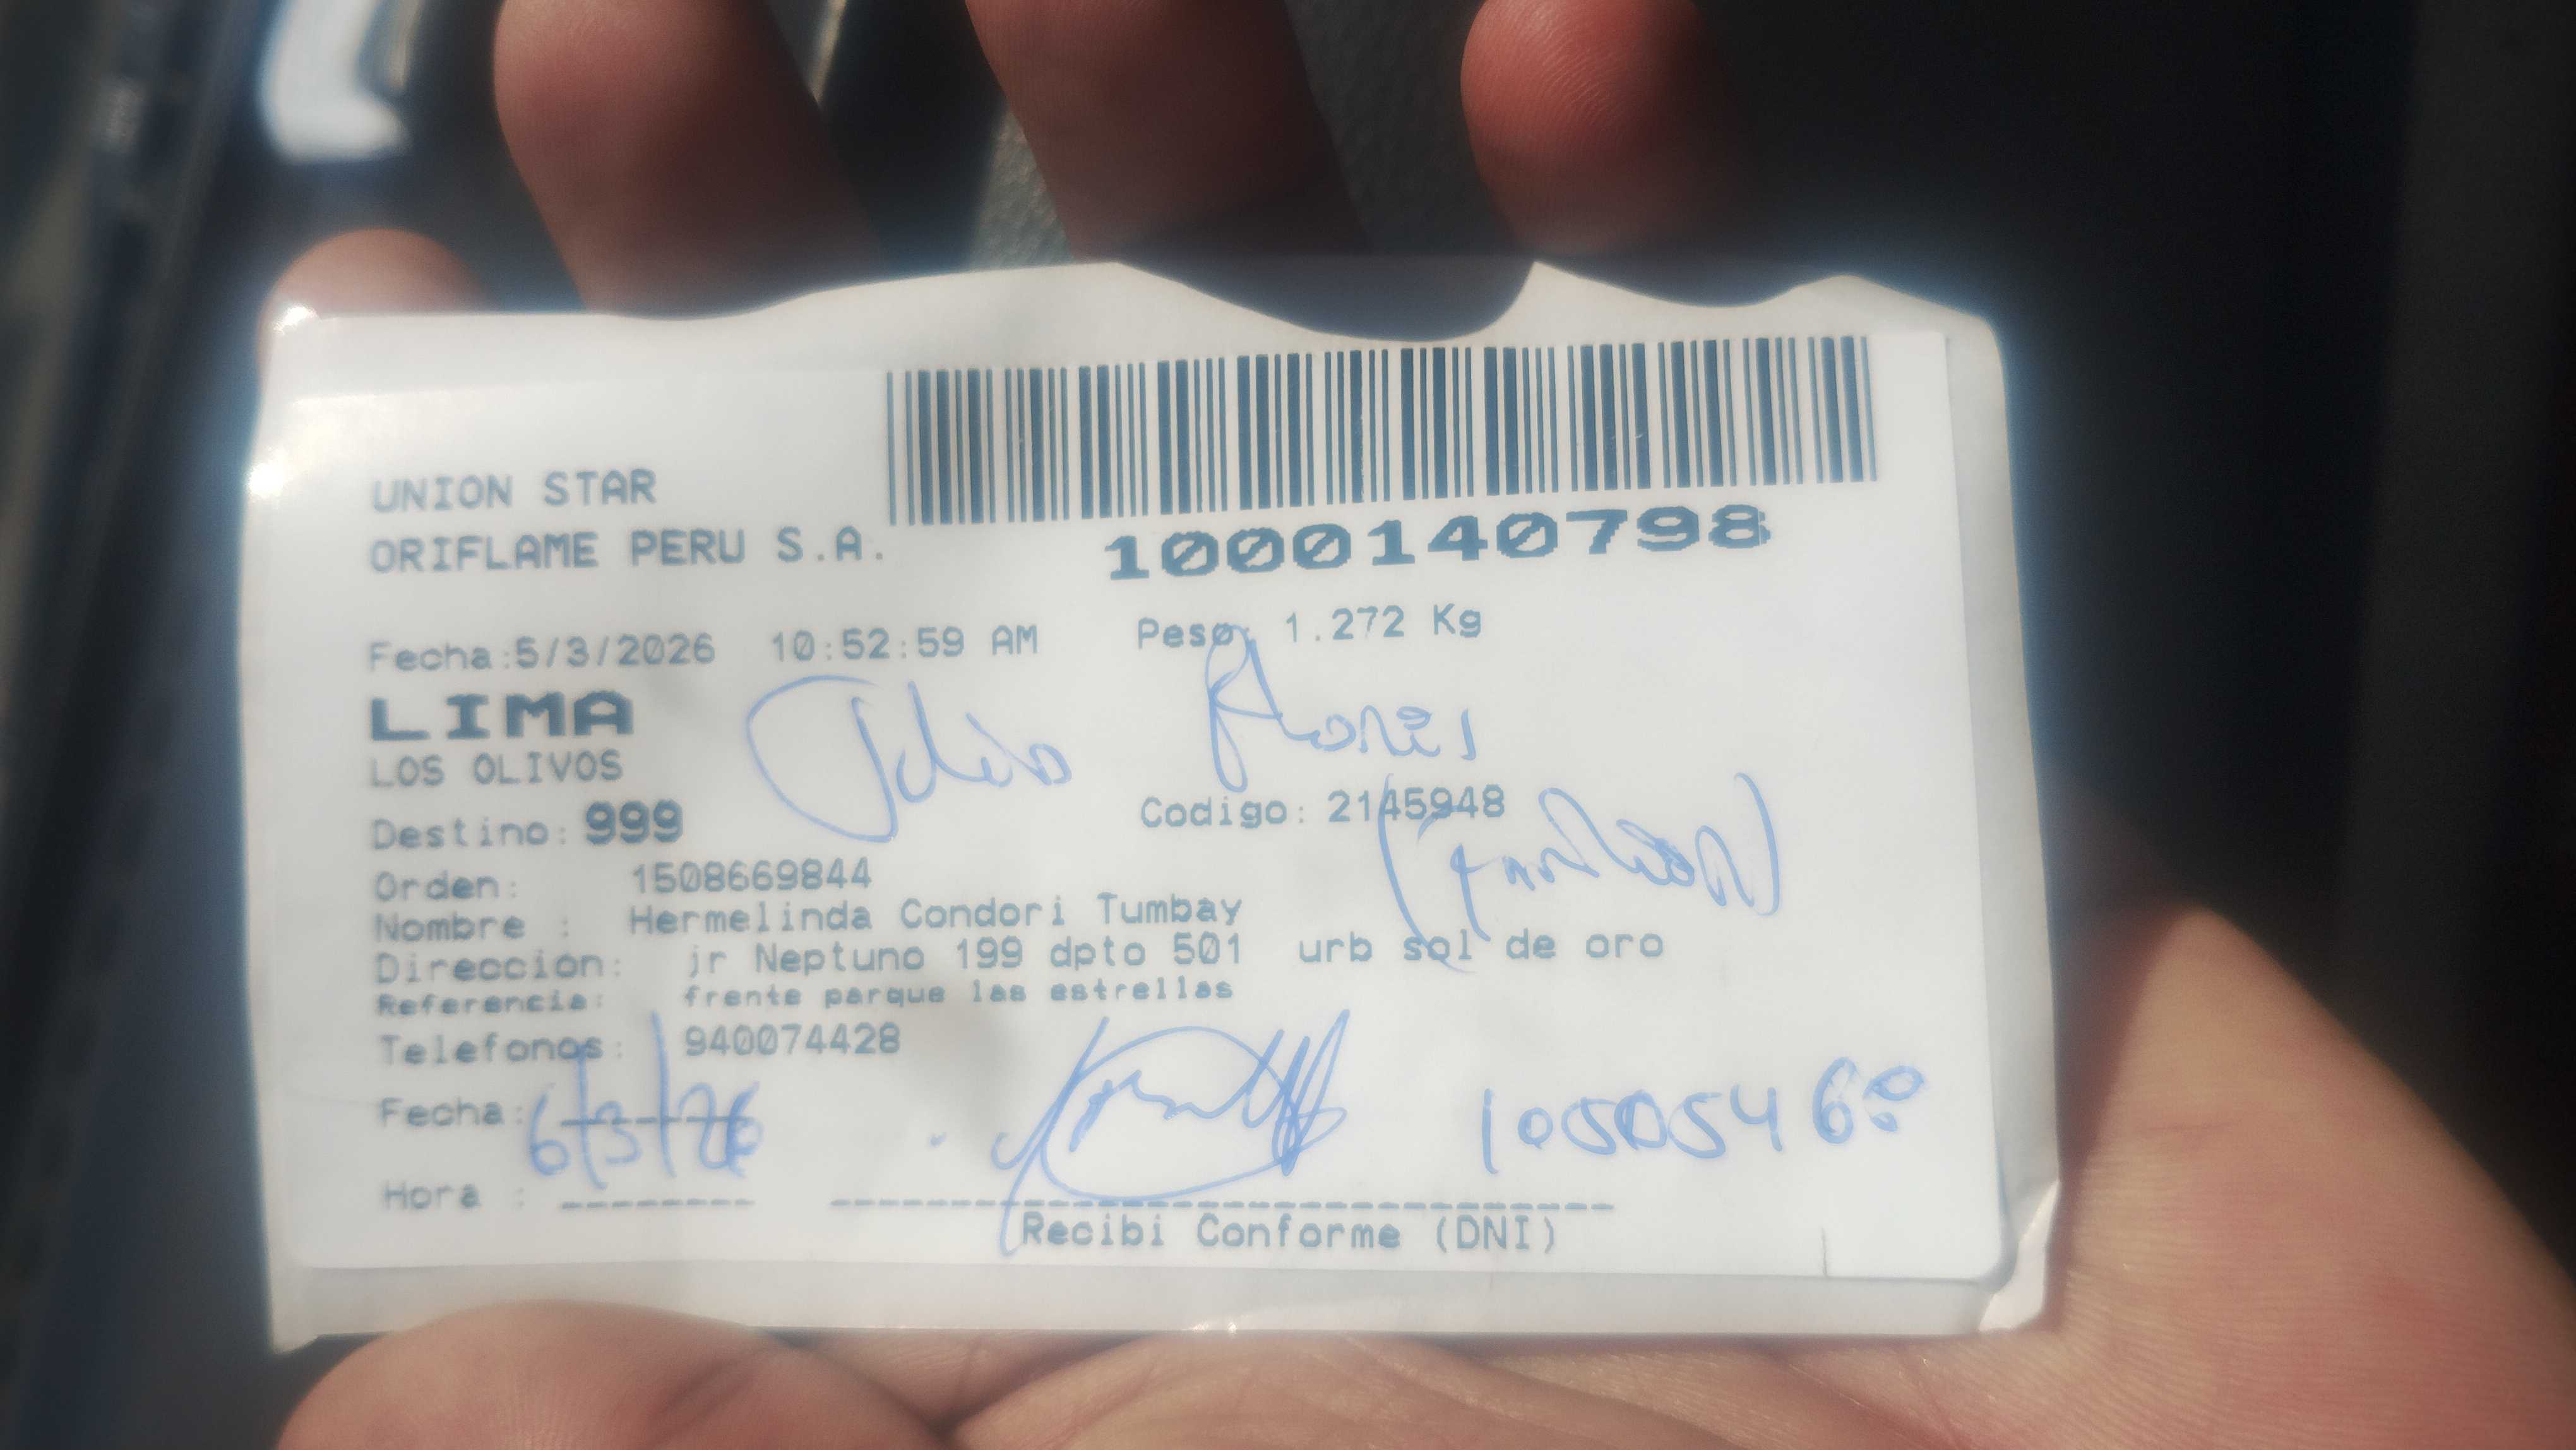 UNION STAR
ORIFLAME PERU S.A.
1000140798
Fecha:5/3/2026 10:52:59 AM Peso: 1.272 Kg
LIMA
LOS OLIVOS
Julio Flores
Destino: 999 Codigo: 2145948
Orden: 1508669844
Nombre : Hermelinda Condori Tumbay
Direccion: jr Neptuno 199 dpto 501 urb sol de oro
Referencia: frente parque las estrellas
Telefonos: 940074428
Fecha: 6/3/26
Hora :
Recibi Conforme (DNI)